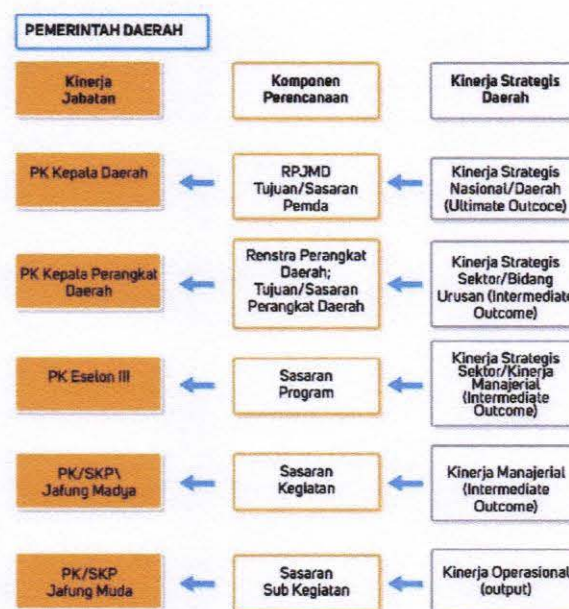 PEMERINTAH DAERAH
Kinerja
Jabatan
Komponen
Perencanaan
Kinerja Strategis
Daerah
PK Kepala Daerah
RPJMD
Tujuan/Sasaran
Pemda
Kinerja Strategis
Nasional/Daerah
(Ultimate Outcoce)
PK Kepala Perangkat
Daerah
Renstra Perangkat
Daerah;
Tujuan/Sasaran
Perangkat Daerah
Kinerja Strategis
Sektor/Bidang
Urusan (Intermediate
Outcome)
PK Eselon III
Sasaran
Program
Kinerja Strategis
Sektor/Kinerja
Manajerial
(Intermediate
Outcome)
PK/SKP\
Jafung Madya
Sasaran
Kegiatan
Kinerja Manajerial
(Intermediate
Outcome)
PK/SKP
Jafung Muda
Sasaran
Sub Kegiatan
Kinerja Operasional
(output)